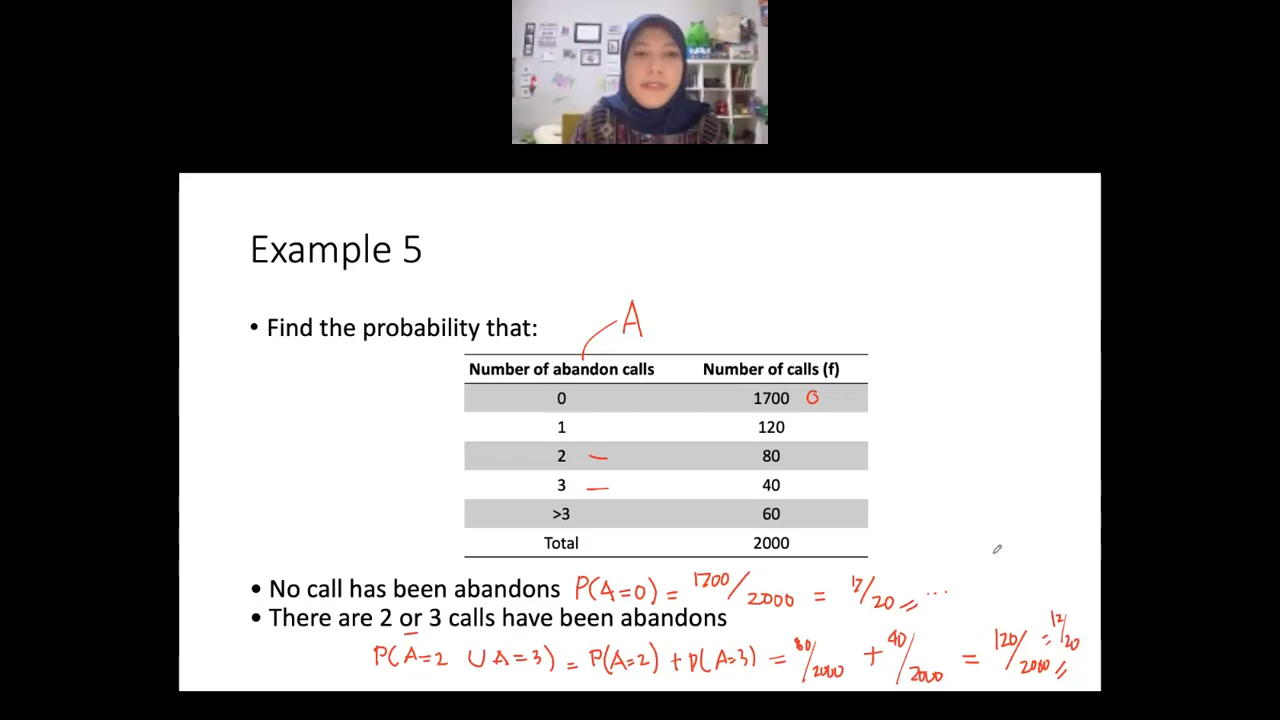 Example 5
• Find the probability that:
A
Number of abandon calls Number of calls (f)
0 1700 O
1 120
2 — 80
3 — 40
>3 60
Total 2000
• No call has been abandons P(A=0) = 1700/2000 = 17/20 ...
• There are 2 or 3 calls have been abandons
P(A=2 ∪ A=3) = P(A=2) + P(A=3) = 80/2000 + 40/2000 = 120/2000 = 12/20